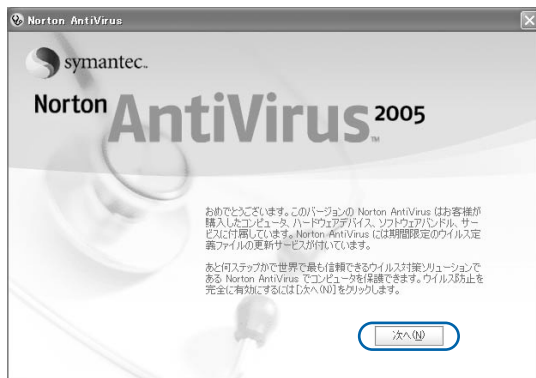 Norton AntiVirus
symantec™
Norton AntiVirus™ 2005
おめでとうございます。このバージョンの Norton AntiVirus はお客様が
購入したコンピュータ、ハードウェアデバイス、ソフトウェアバンドル、サー
ビスに付属しています。Norton AntiVirus には期間限定のウイルス定
義ファイルの更新サービスが付いています。
あと何ステップかで世界で最も信頼できるウイルス対策ソリューションで
ある Norton AntiVirus でコンピュータを保護できます。ウイルス防止を
完全に有効にするには [次へ(N)] をクリックします。
次へ(N)